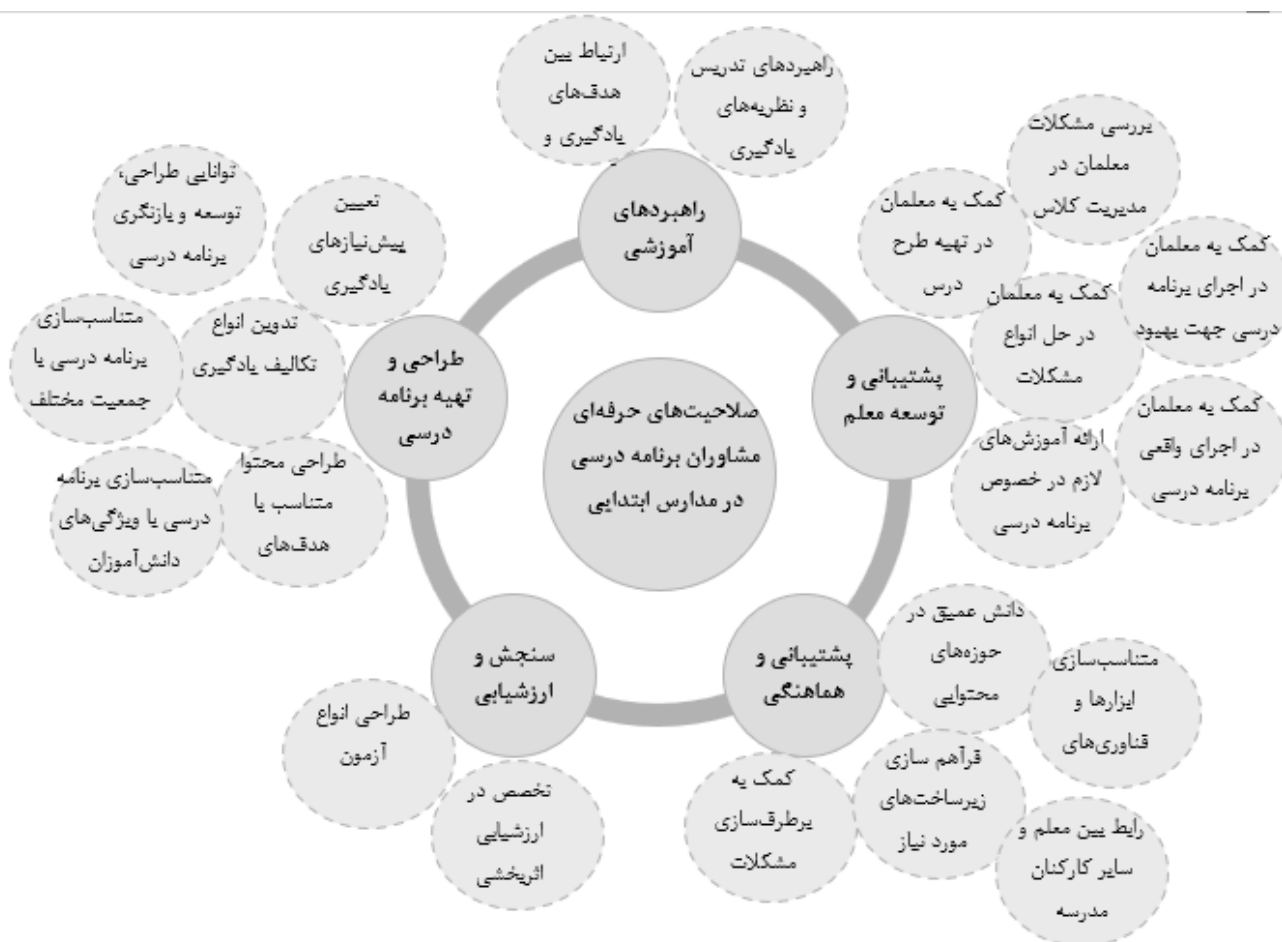 ارتباط بین
هدف‌های
یادگیری و
راهبردهای تدریس
و نظریه‌های
یادگیری
راهبردهای
آموزشی
بررسی مشکلات
معلمان در
مدیریت کلاس
کمک به معلمان
در تهیه طرح
درس
کمک به معلمان
در اجرای برنامه
درسی جهت بهبود
کمک به معلمان
در حل انواع
مشکلات
پشتیبانی و
توسعه معلم
کمک به معلمان
در اجرای واقعی
برنامه درسی
ارائه آموزش‌های
لازم در خصوص
برنامه درسی
توانایی طراحی،
توسعه و بازنگری
برنامه درسی
تعیین
پیش‌نیازهای
یادگیری
متناسب‌سازی
برنامه درسی با
جمعیت مختلف
تدوین انواع
تکالیف یادگیری
طراحی و
تهیه برنامه
درسی
طراحی محتوا
متناسب با
هدف‌های
متناسب‌سازی برنامه
درسی با ویژگی‌های
دانش‌آموزان
صلاحیت‌های حرفه‌ای
مشاوران برنامه درسی
در مدارس ابتدایی
سنجش و
ارزشیابی
طراحی انواع
آزمون
تخصص در
ارزشیابی
اثربخشی
پشتیبانی و
هماهنگی
دانش عمیق در
حوزه‌های
محتوایی
متناسب‌سازی
ابزارها و
فناوری‌های
فرآهم سازی
زیرساخت‌های
مورد نیاز
کمک به
برطرف‌سازی
مشکلات
رابط بین معلم و
سایر کارکنان
مدرسه